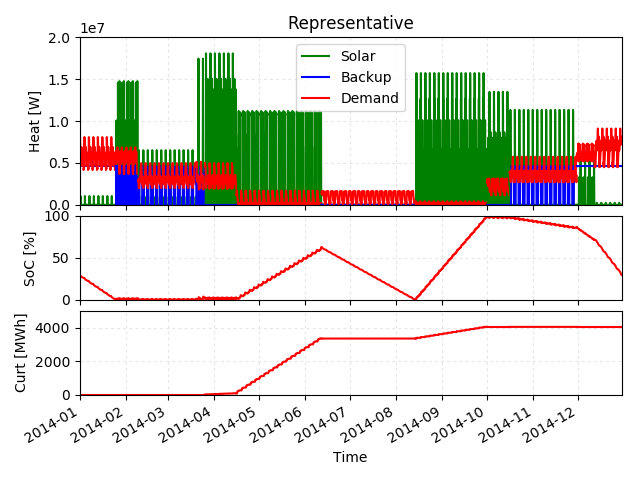 Representative
1e7
2.0
1.5
1.0
0.5
0.0
Heat [W]
Solar
Backup
Demand
100
50
0
SoC [%]
4000
2000
0
Curt [MWh]
2014-01
2014-02
2014-03
2014-04
2014-05
2014-06
2014-07
2014-08
2014-09
2014-10
2014-11
2014-12
Time